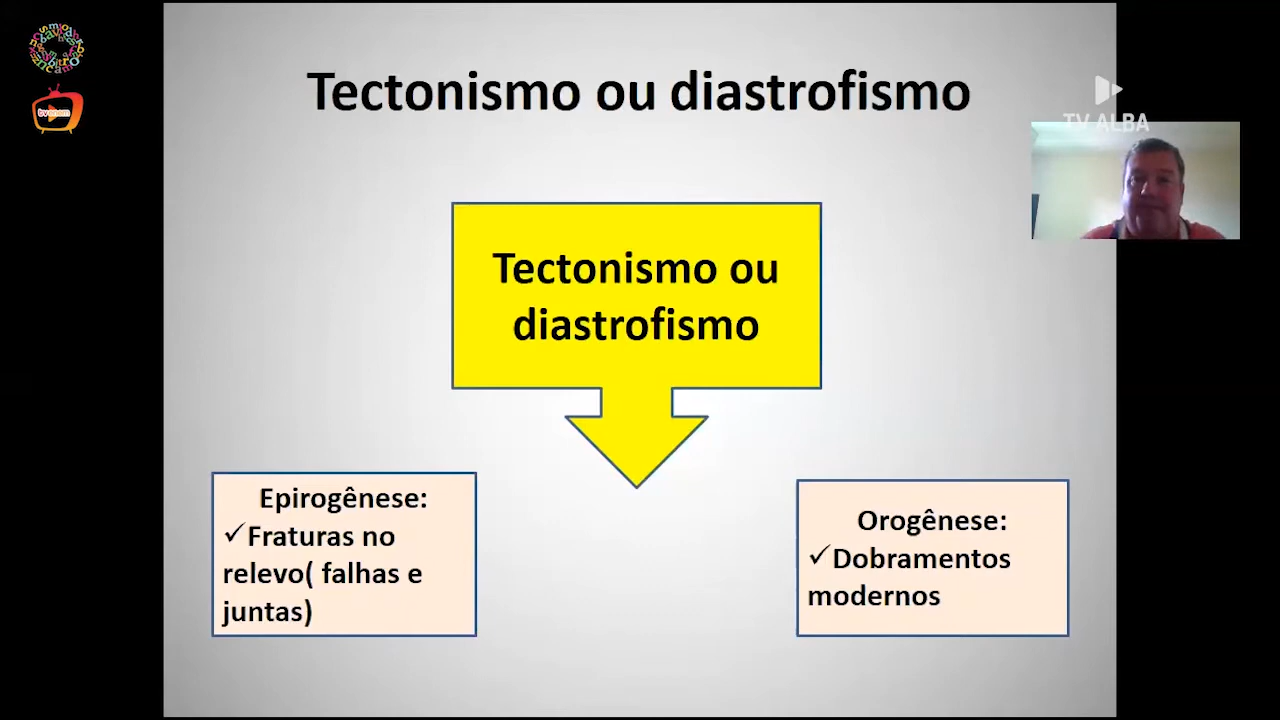 Tectonismo ou diastrofismo
TV ALBA
Tectonismo ou
diastrofismo
Epirogênese:
✓Fraturas no
relevo( falhas e
juntas)
Orogênese:
✓Dobramentos
modernos